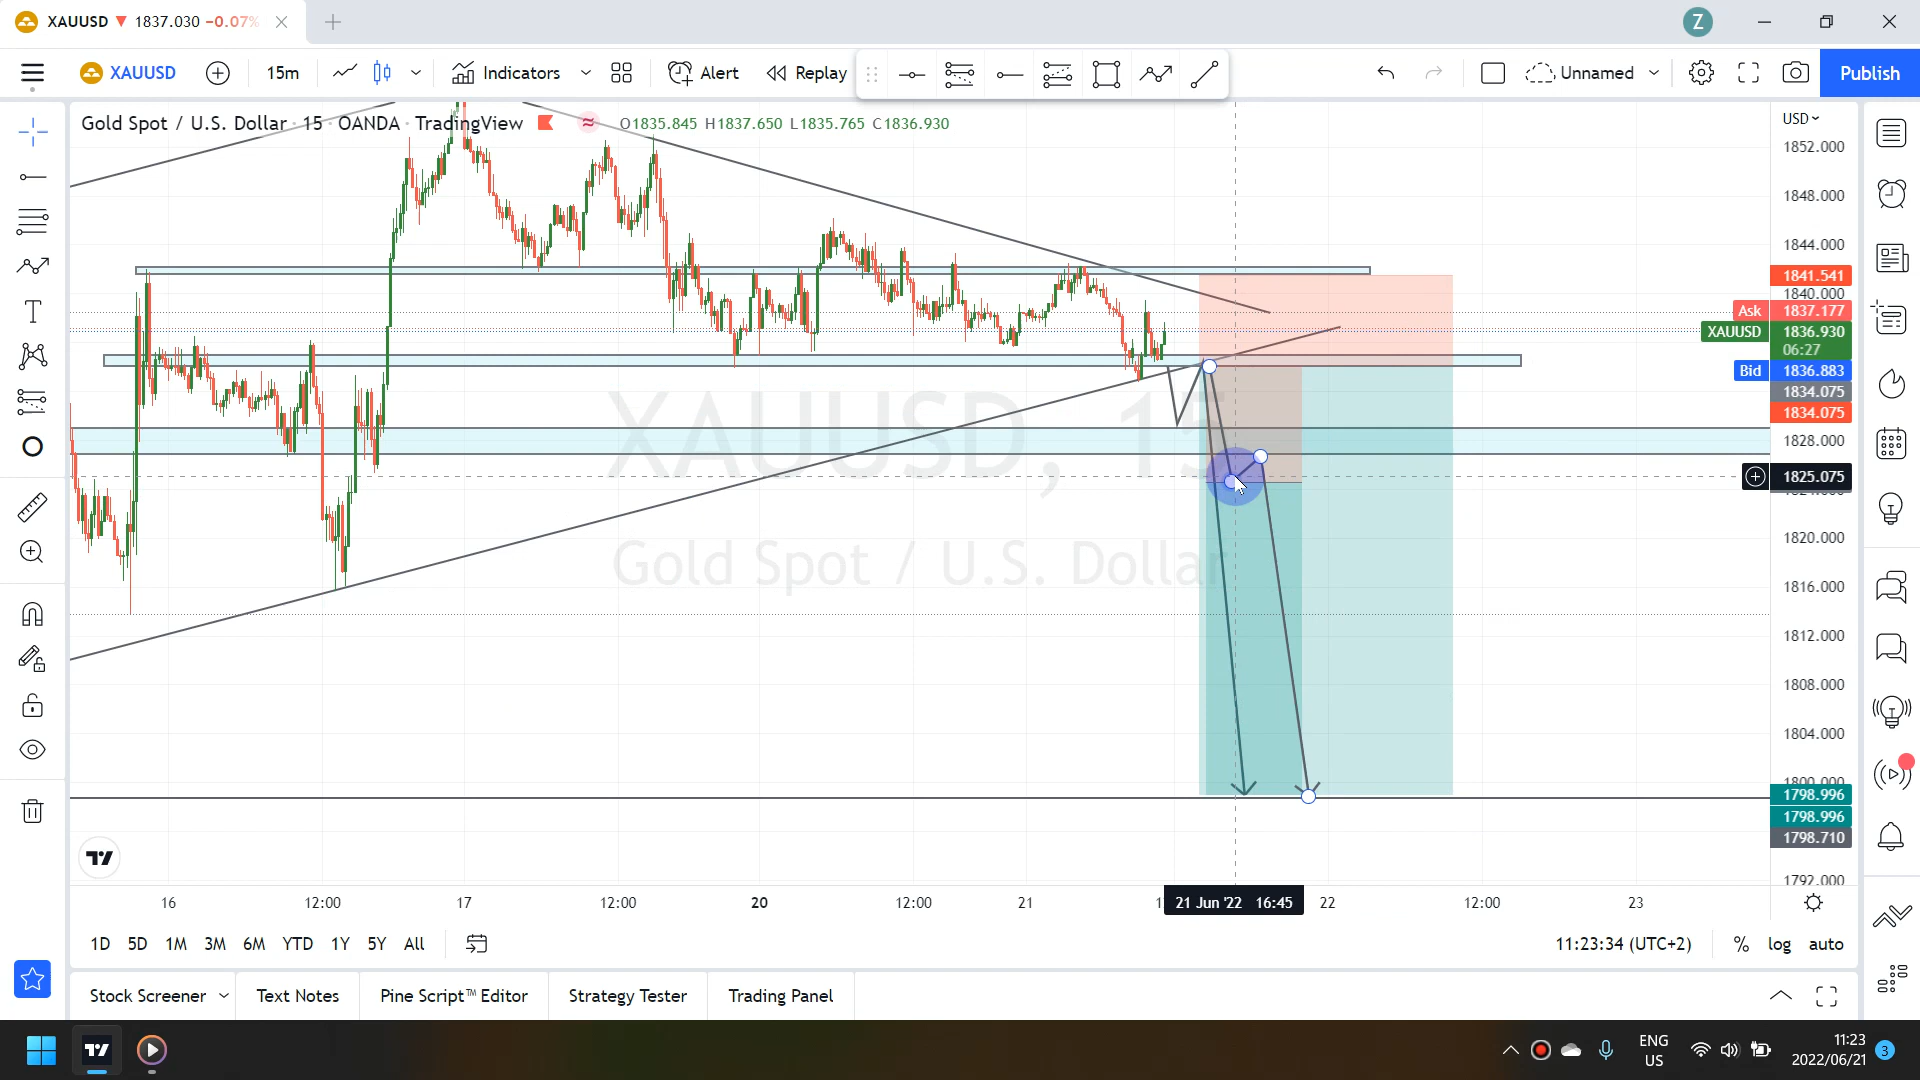 XAUUSD ▼ 1837.030 −0.07%
Z
XAUUSD
15m
Indicators
Alert
Replay
Unnamed
Publish
Gold Spot / U.S. Dollar · 15 · OANDA · TradingView
O1835.845 H1837.650 L1835.765 C1836.930
USD
1852.000
1848.000
1844.000
1841.541
1840.000
Ask 1837.177
XAUUSD 1836.930
06:27
Bid 1836.883
1834.075
1834.075
1828.000
1825.075
1820.000
1816.000
1812.000
1808.000
1804.000
1800.000
1798.996
1798.996
1798.710
1792.000
XAUUSD, 15
Gold Spot / U.S. Dollar
16
12:00
17
12:00
20
12:00
21
21 Jun '22 16:45
22
12:00
23
1D 5D 1M 3M 6M YTD 1Y 5Y All
11:23:34 (UTC+2)
% log auto
Stock Screener
Text Notes
Pine Script™ Editor
Strategy Tester
Trading Panel
ENG
US
11:23
2022/06/21
3